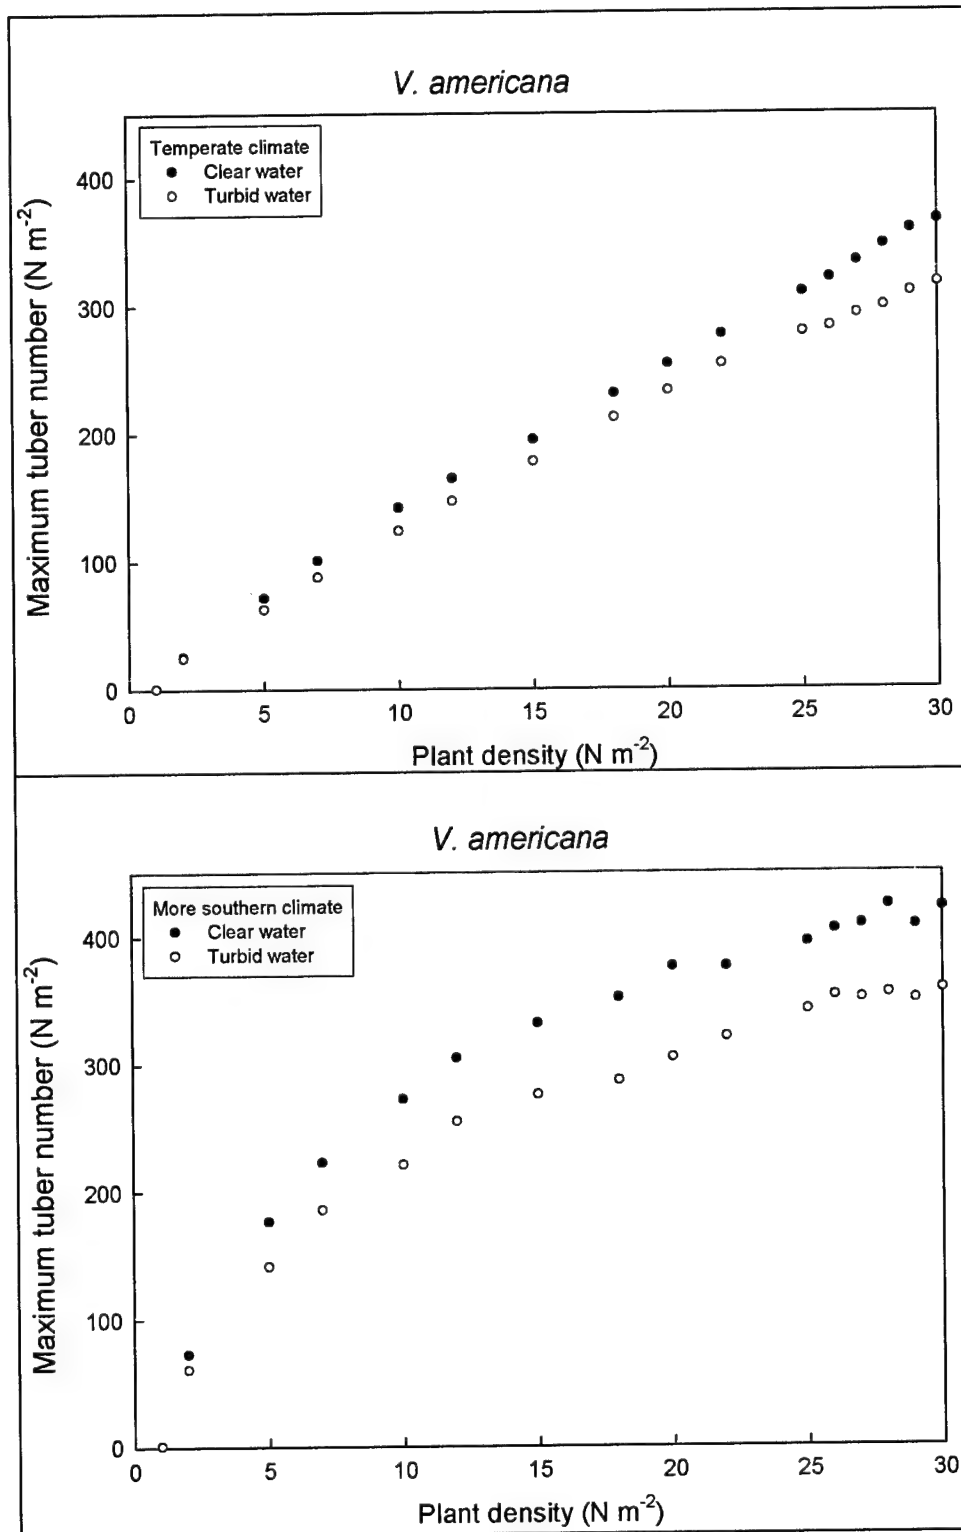 V. americana
Temperate climate
Clear water
Turbid water
Maximum tuber number (N m⁻²)
400
300
200
100
0
0 5 10 15 20 25 30
Plant density (N m⁻²)
V. americana
More southern climate
Clear water
Turbid water
Maximum tuber number (N m⁻²)
400
300
200
100
0
0 5 10 15 20 25 30
Plant density (N m⁻²)